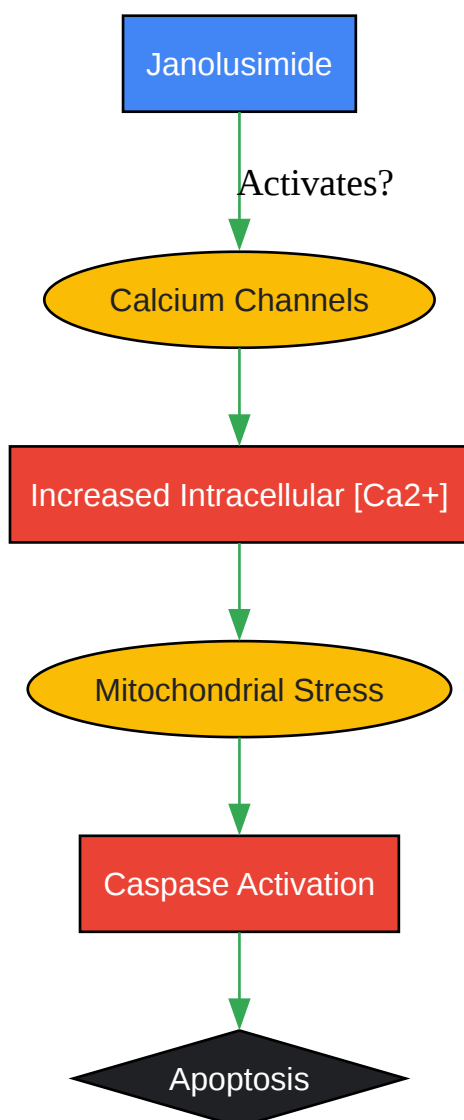 Janolusimide
Activates?
Calcium Channels
Increased Intracellular [Ca2+]
Mitochondrial Stress
Caspase Activation
Apoptosis